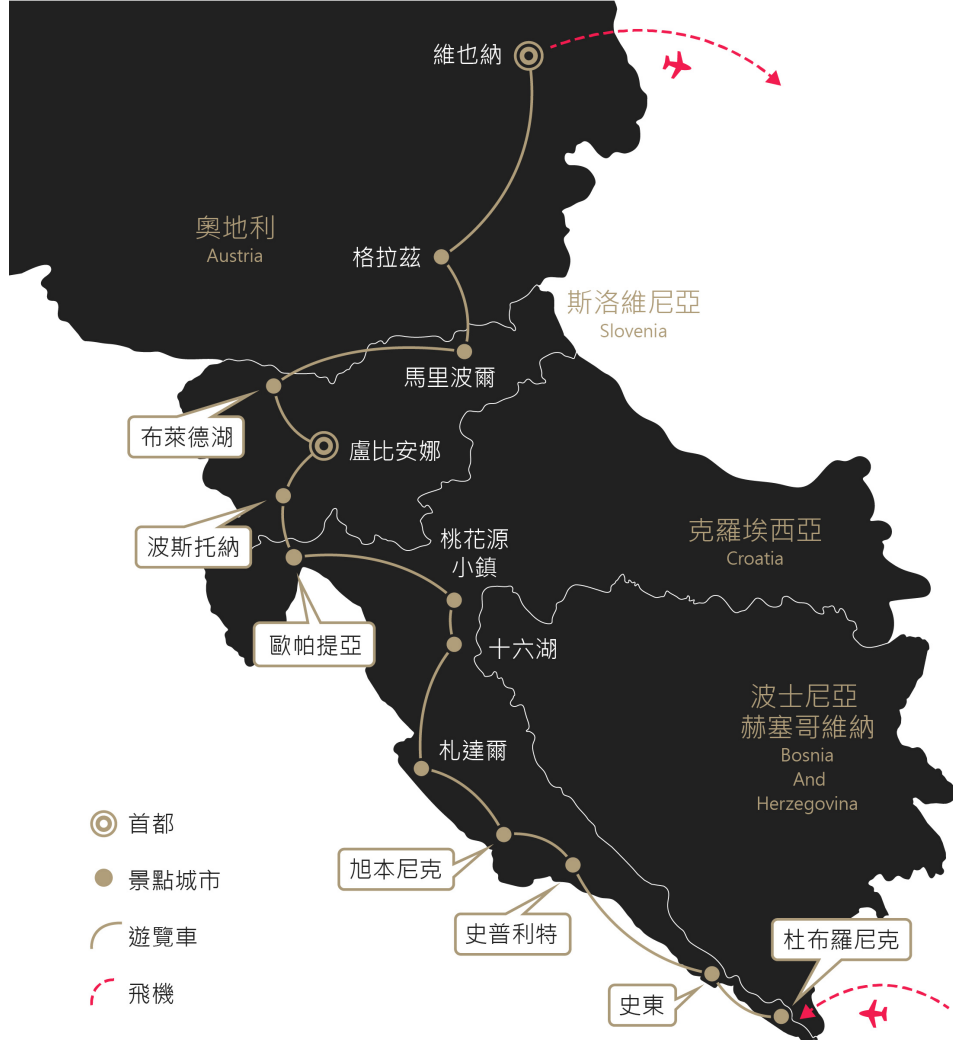 維也納
奧地利
Austria
格拉茲
斯洛維尼亞
Slovenia
馬里波爾
布萊德湖
盧比安娜
波斯托納
桃花源
小鎮
克羅埃西亞
Croatia
歐帕提亞
十六湖
波士尼亞
赫塞哥維納
Bosnia
And
Herzegovina
札達爾
旭本尼克
史普利特
杜布羅尼克
史東
首都
景點城市
遊覽車
飛機